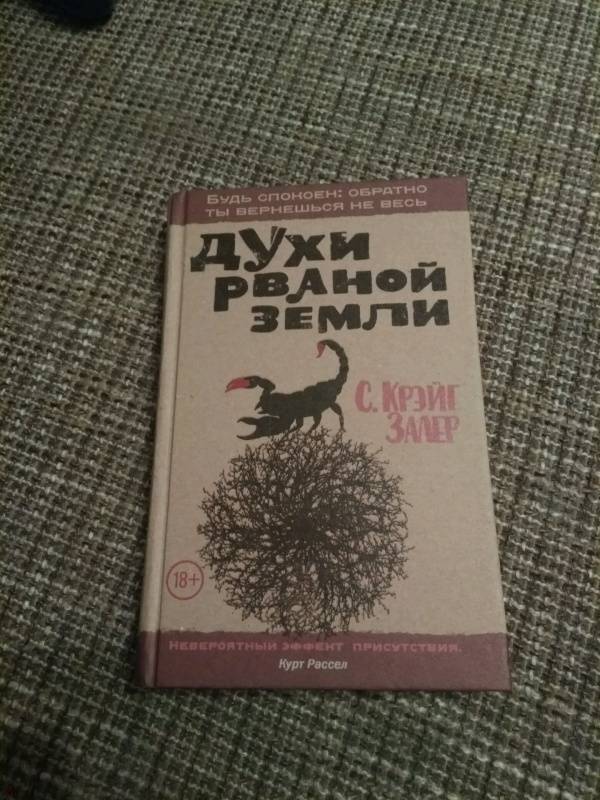 Будь спокоен: обратно
ты вернешься не весь
ДУХИ
РВАНОЙ
ЗЕМЛИ
С. Крэйг
Залер
18+
Невероятный эффект присутствия.
Курт Рассел